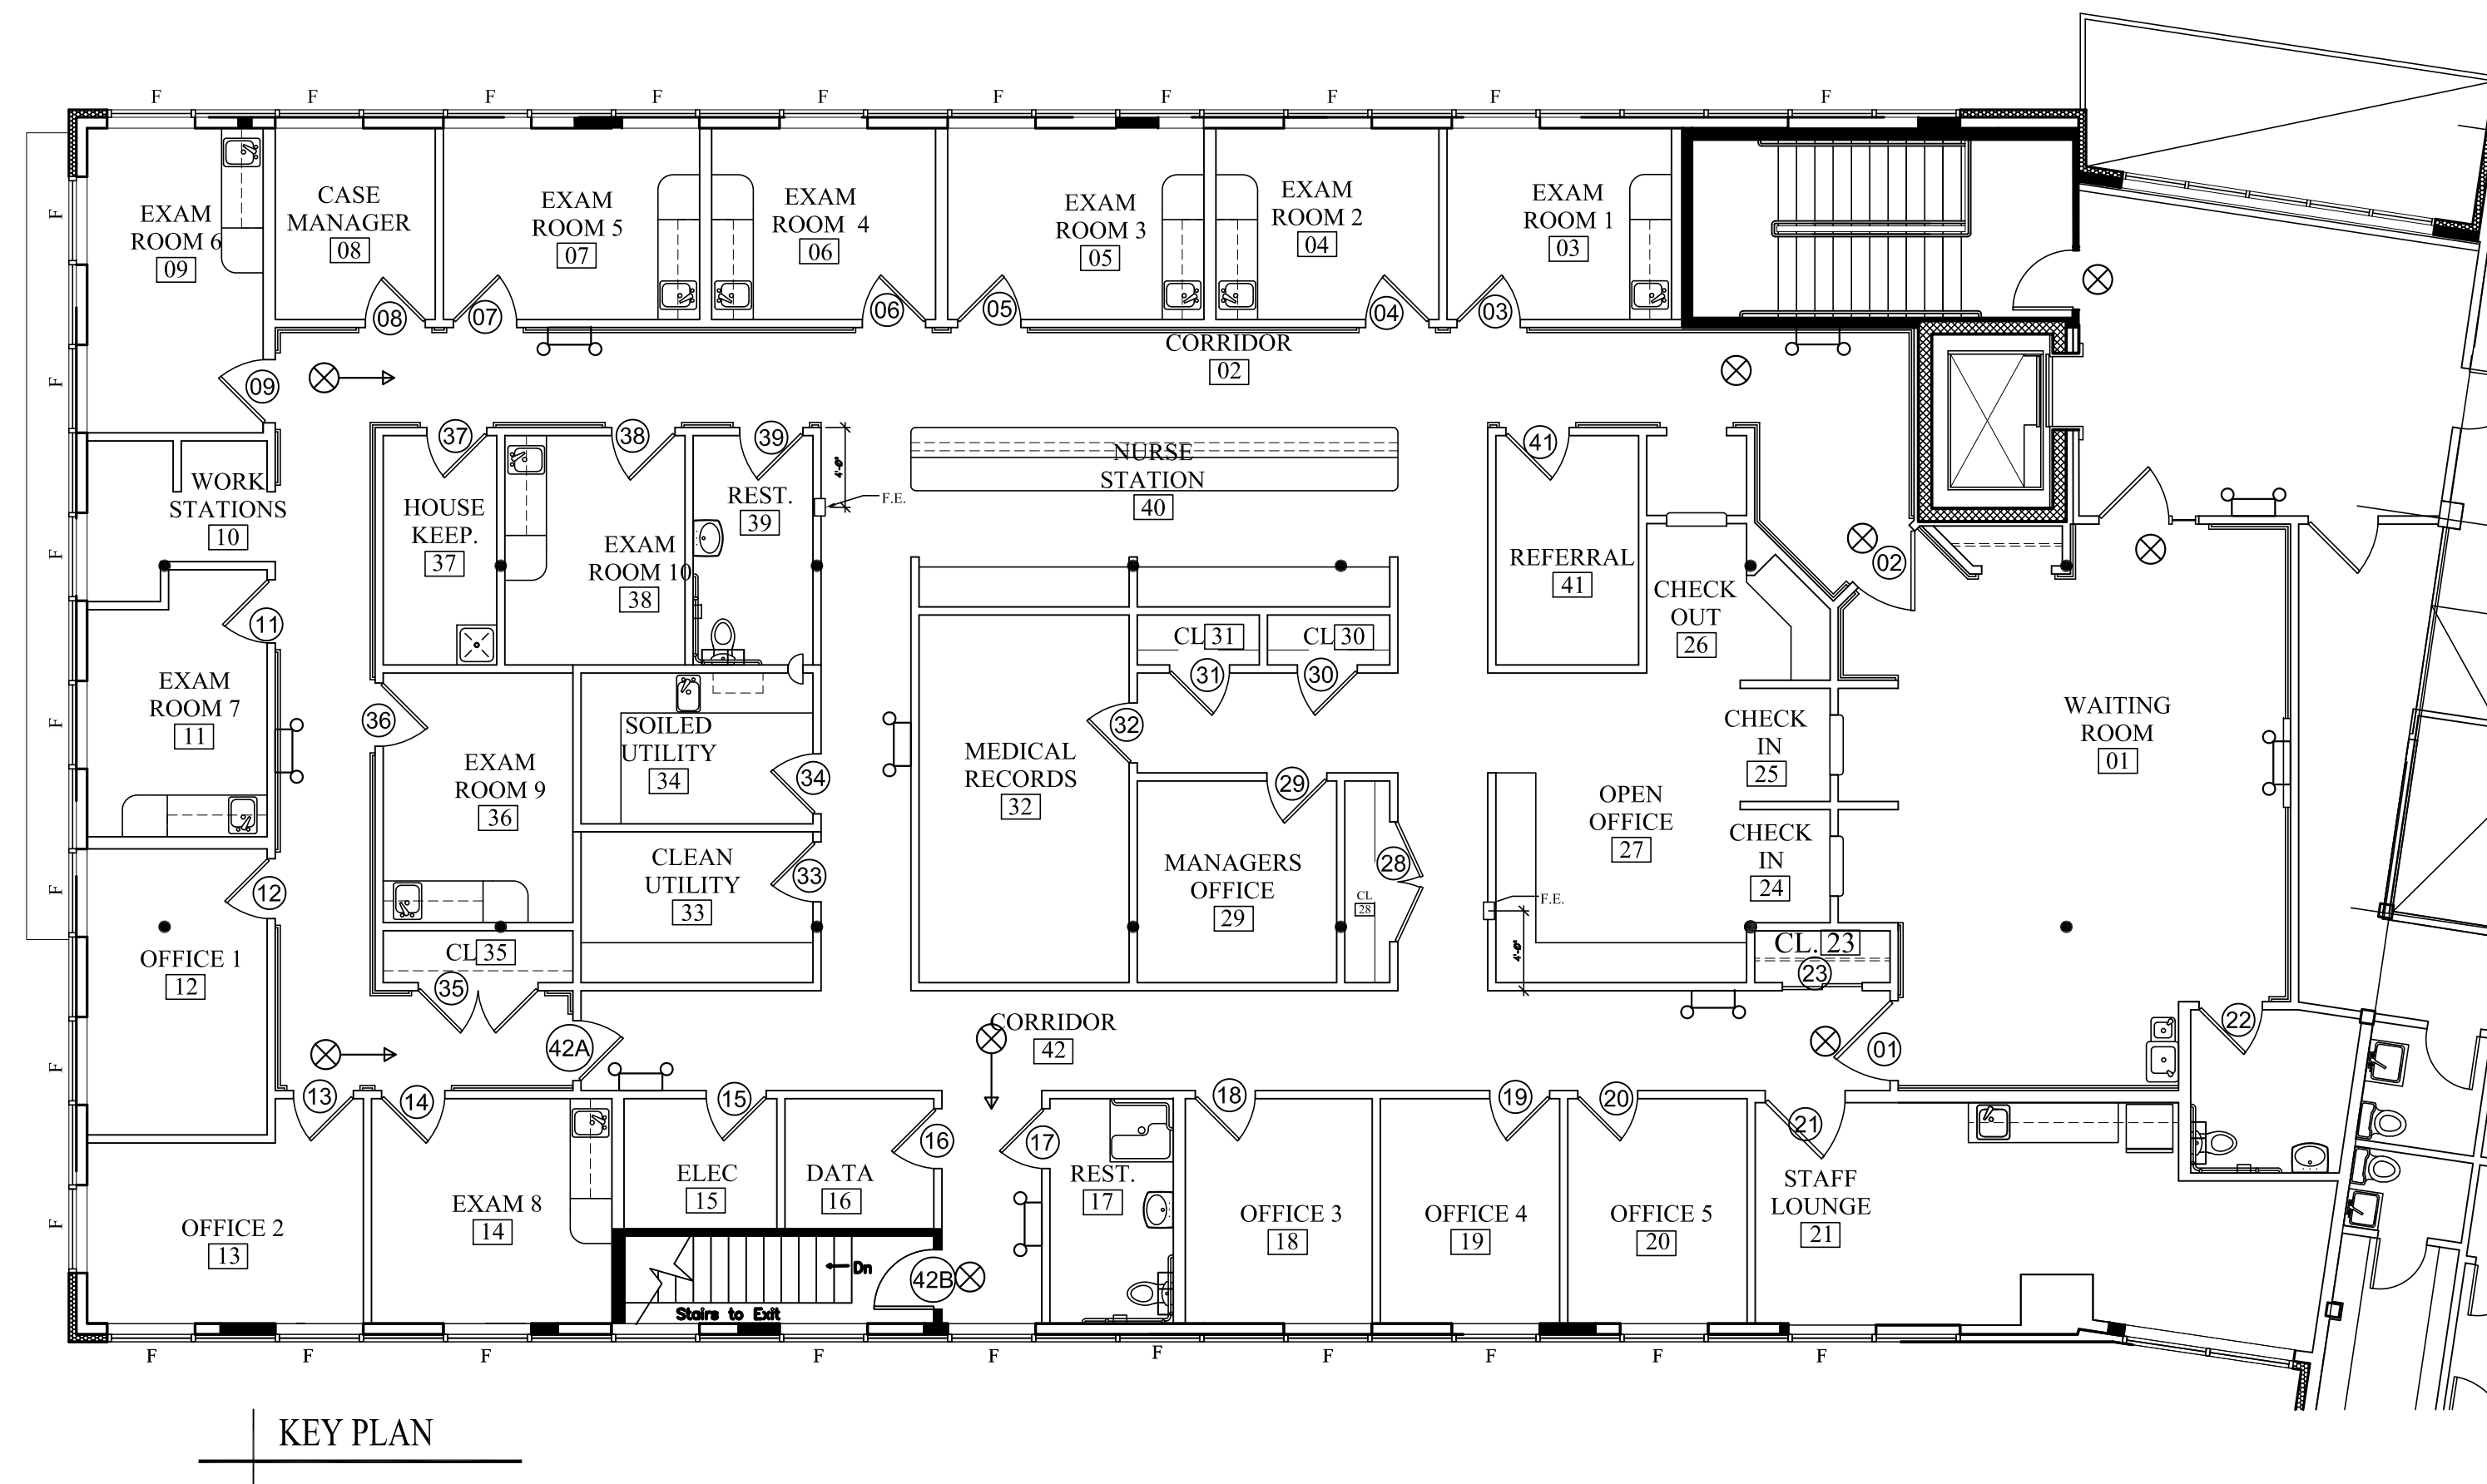 F F F F F F F F F F
EXAM
ROOM 6
09
CASE
MANAGER
08
EXAM
ROOM 5
07
EXAM
ROOM 4
06
EXAM
ROOM 3
05
EXAM
ROOM 2
04
EXAM
ROOM 1
03
08
07
06
05
04
03
09
CORRIDOR
02
F
F
F
F
F
F
F
F
37
38
39
41
WORK
STATIONS
10
HOUSE
KEEP.
37
EXAM
ROOM 10
38
REST.
39
4'-0"
F.E.
NURSE
STATION
40
REFERRAL
41
CHECK
OUT
26
02
11
EXAM
ROOM 7
11
36
SOILED
UTILITY
34
34
CL 31
CL 30
31
30
32
MEDICAL
RECORDS
32
CHECK
IN
25
WAITING
ROOM
01
EXAM
ROOM 9
36
29
OPEN
OFFICE
27
CHECK
IN
24
12
CLEAN
UTILITY
33
33
MANAGERS
OFFICE
29
CL
28
28
F.E.
4'-0"
OFFICE 1
12
CL 35
35
CL. 23
23
42A
CORRIDOR
42
01
22
13
14
15
16
17
18
19
20
21
OFFICE 2
13
EXAM 8
14
ELEC
15
DATA
16
REST.
17
OFFICE 3
18
OFFICE 4
19
OFFICE 5
20
STAFF
LOUNGE
21
Dn
42B
Stairs to Exit
F F F F F F F F F F
KEY PLAN